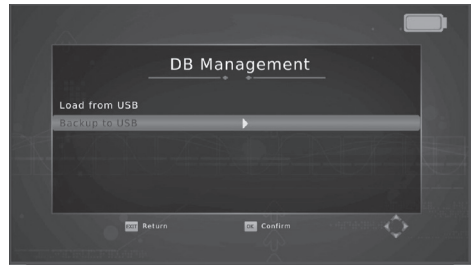 DB Management
Load from USB
Backup to USB
EXIT Return OK Confirm